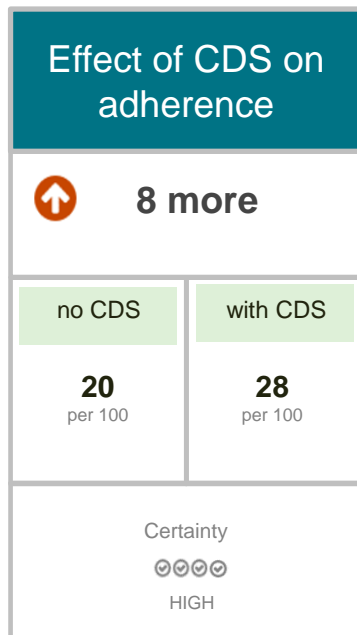 Effect of CDS on
adherence
8 more
no CDS
with CDS
20
per 100
28
per 100
Certainty
HIGH